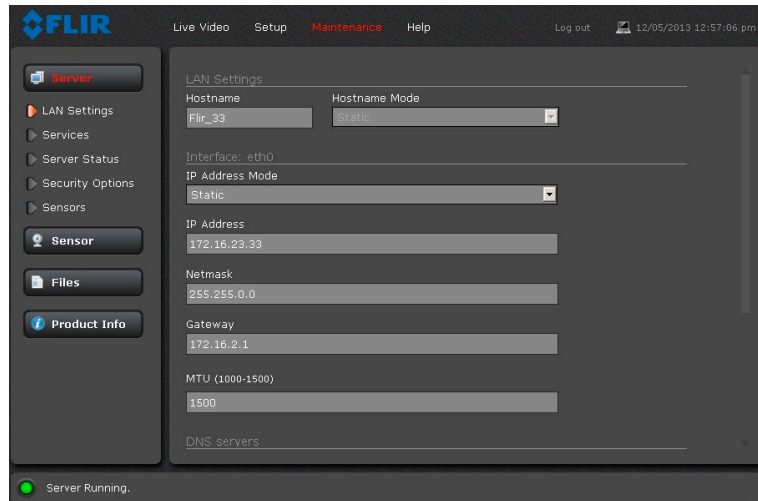 FLIR
Live Video Setup Maintenance Help Log out 12/05/2013 12:57:06 pm
Server
LAN Settings
Services
Server Status
Security Options
Sensors
Sensor
Files
Product Info
LAN Settings
Hostname Hostname Mode
Flir_33 Static
Interface: eth0
IP Address Mode
Static
IP Address
172.16.23.33
Netmask
255.255.0.0
Gateway
172.16.2.1
MTU (1000-1500)
1500
DNS servers
Server Running.